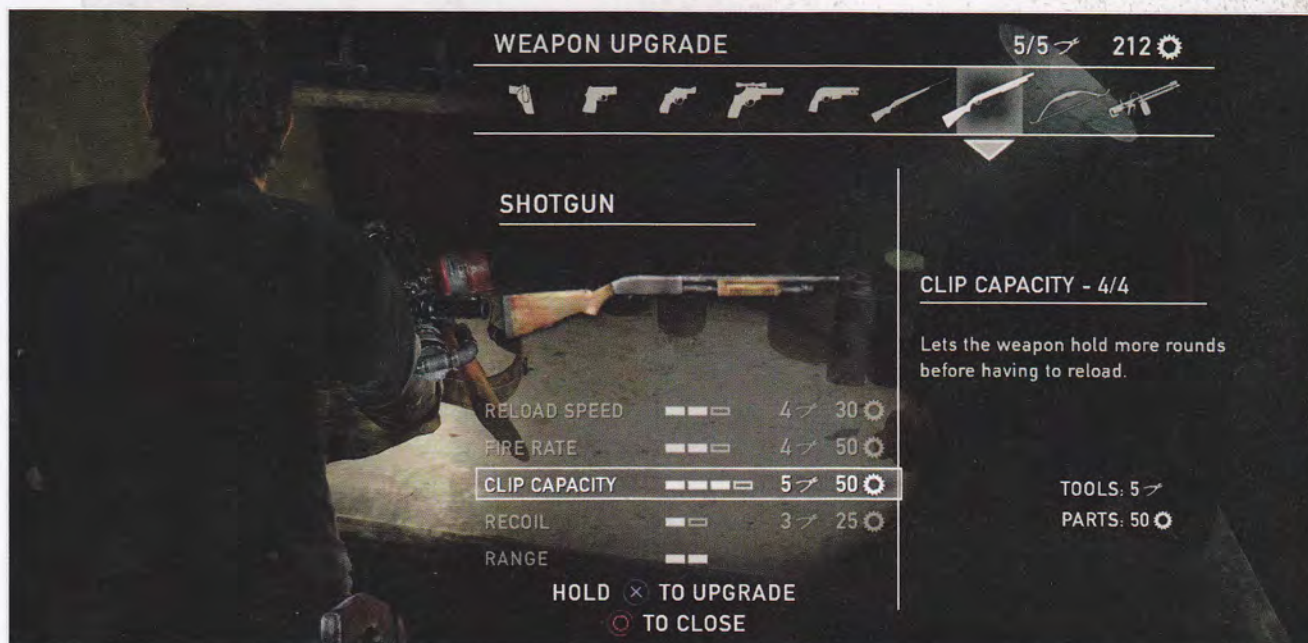 WEAPON UPGRADE 5/5 212
SHOTGUN
RELOAD SPEED 4 30
FIRE RATE 4 50
CLIP CAPACITY 5 50
RECOIL 3 25
RANGE
HOLD X TO UPGRADE
O TO CLOSE
CLIP CAPACITY - 4/4
Lets the weapon hold more rounds
before having to reload.
TOOLS: 5
PARTS: 50